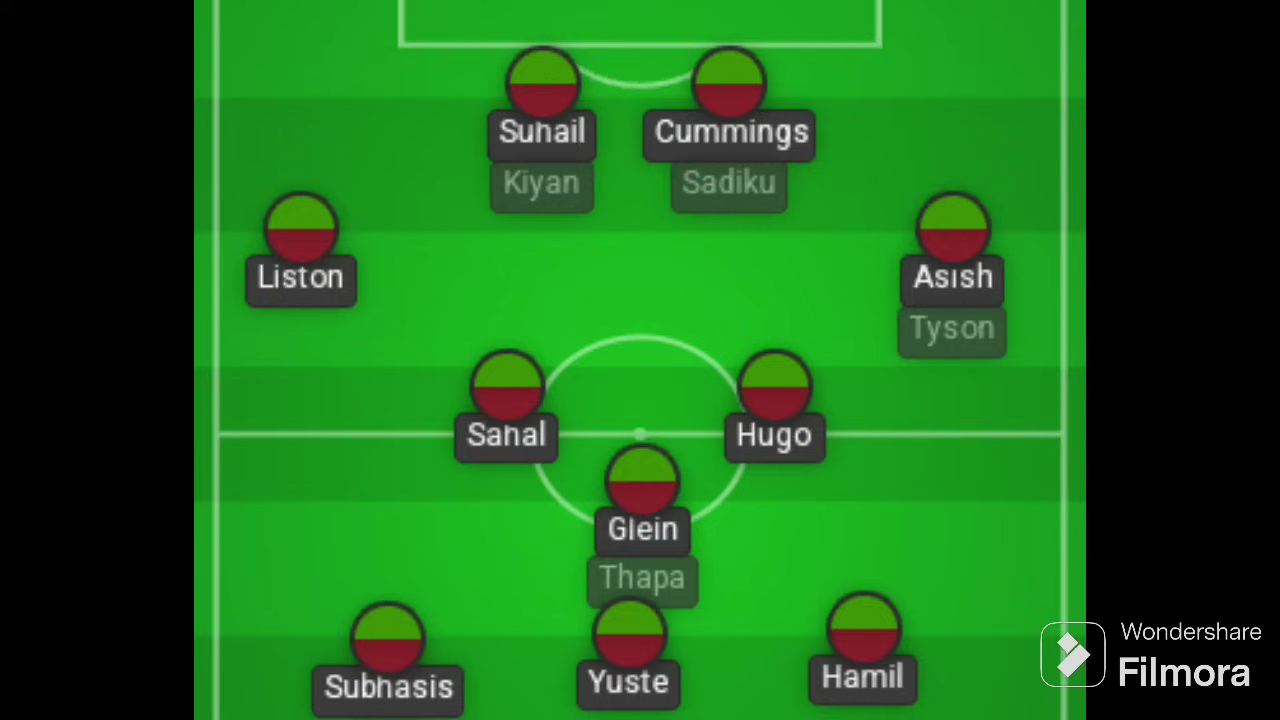 Suhail
Cummings
Kiyan
Sadiku
Liston
Asish
Tyson
Sahal
Hugo
Glein
Thapa
Subhasis
Yuste
Hamil
Wondershare
Filmora